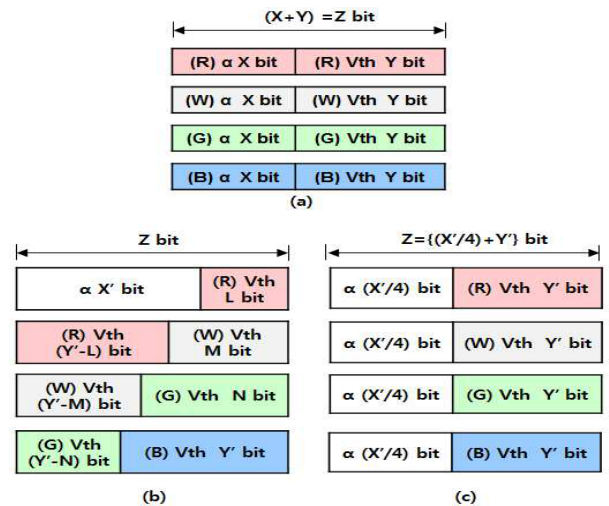 (X+Y) =Z bit
(R) α X bit (R) Vth Y bit
(W) α X bit (W) Vth Y bit
(G) α X bit (G) Vth Y bit
(B) α X bit (B) Vth Y bit
(a)
Z bit
α X′ bit (R) Vth
L bit
(R) Vth
(Y′-L) bit (W) Vth
M bit
(W) Vth
(Y′-M) bit (G) Vth N bit
(G) Vth
(Y′-N) bit (B) Vth Y′ bit
(b)
Z={(X′/4)+Y′} bit
α (X′/4) bit (R) Vth Y′ bit
α (X′/4) bit (W) Vth Y′ bit
α (X′/4) bit (G) Vth Y′ bit
α (X′/4) bit (B) Vth Y′ bit
(c)